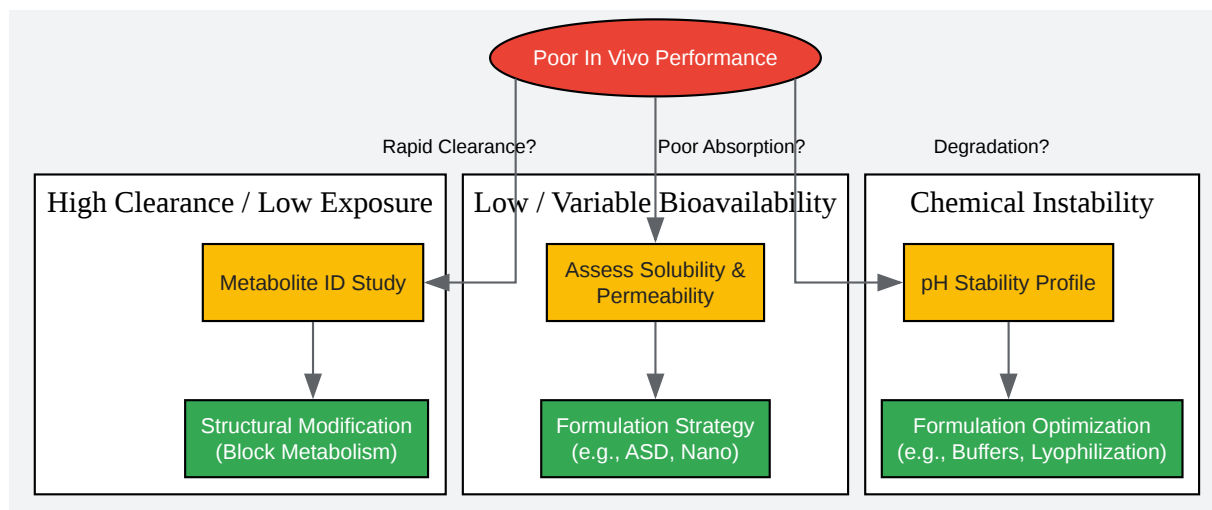 Poor In Vivo Performance
Rapid Clearance?
Poor Absorption?
Degradation?
High Clearance / Low Exposure
Metabolite ID Study
Structural Modification
(Block Metabolism)
Low / Variable Bioavailability
Assess Solubility &
Permeability
Formulation Strategy
(e.g., ASD, Nano)
Chemical Instability
pH Stability Profile
Formulation Optimization
(e.g., Buffers, Lyophilization)